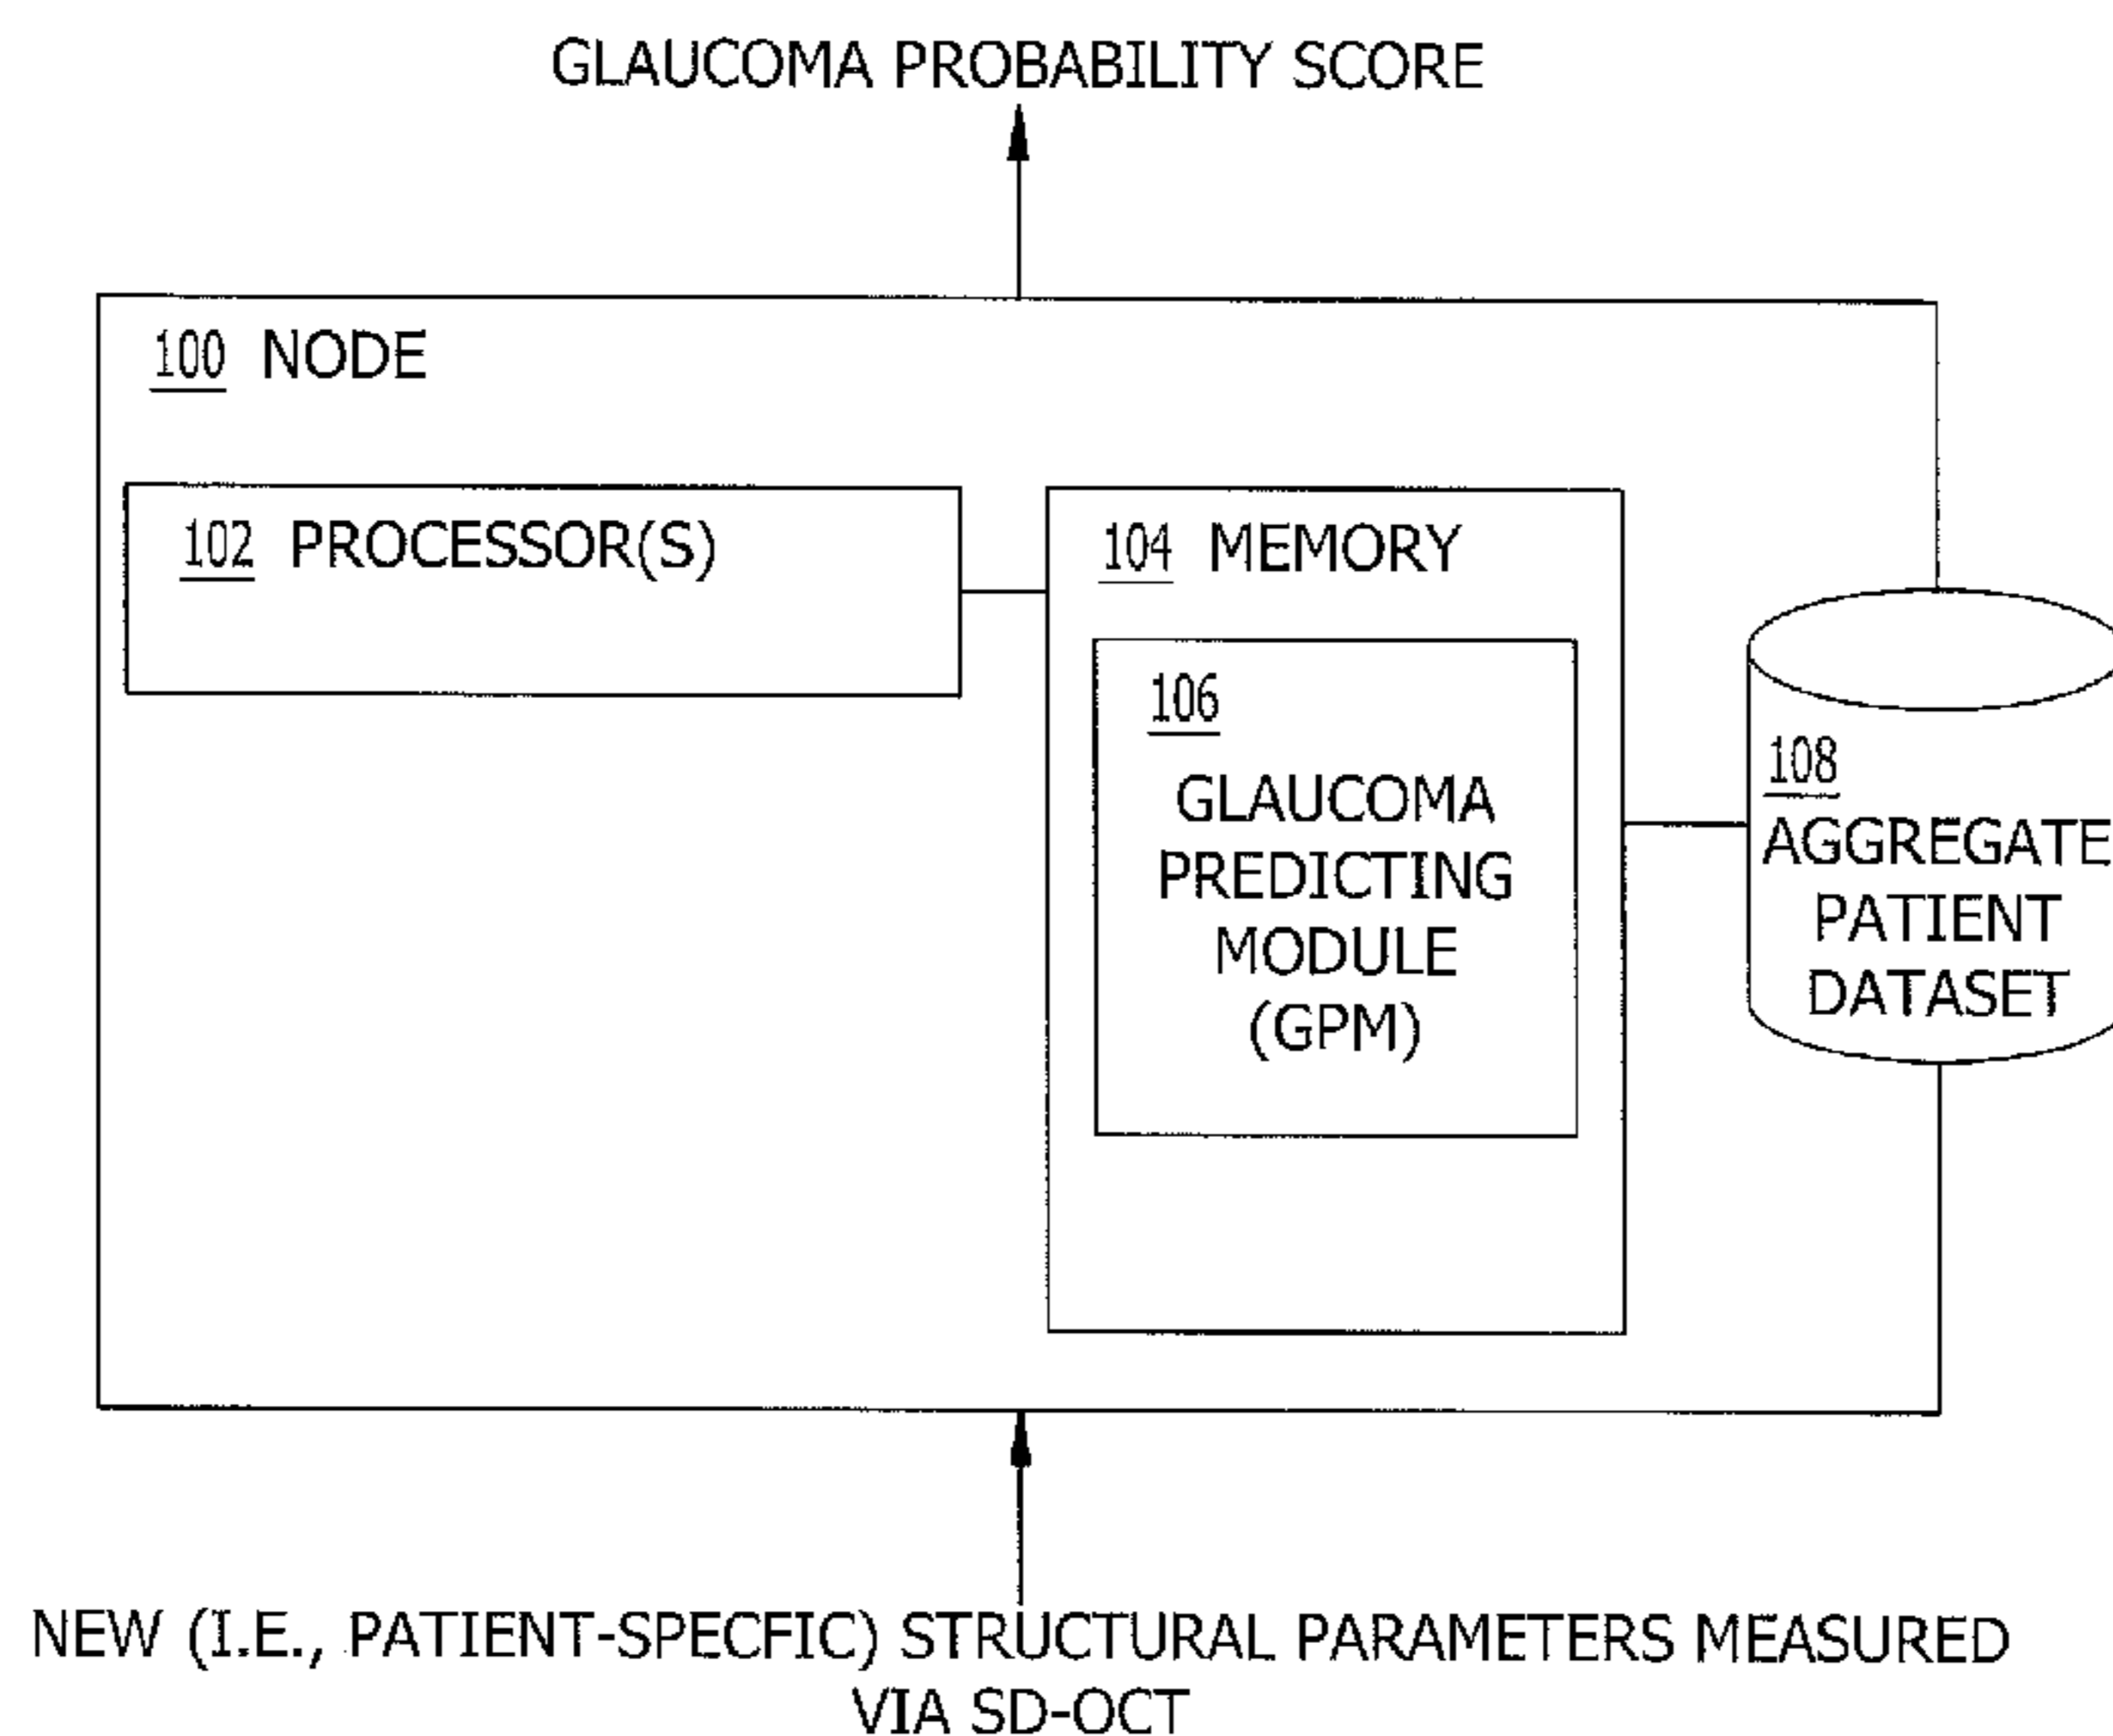 GLAUCOMA PROBABILITY SCORE
100 NODE
102 PROCESSOR(S)
104 MEMORY
106
GLAUCOMA
PREDICTING
MODULE
(GPM)
108
AGGREGATE
PATIENT
DATASET
NEW (I.E., PATIENT-SPECFIC) STRUCTURAL PARAMETERS MEASURED
VIA SD-OCT